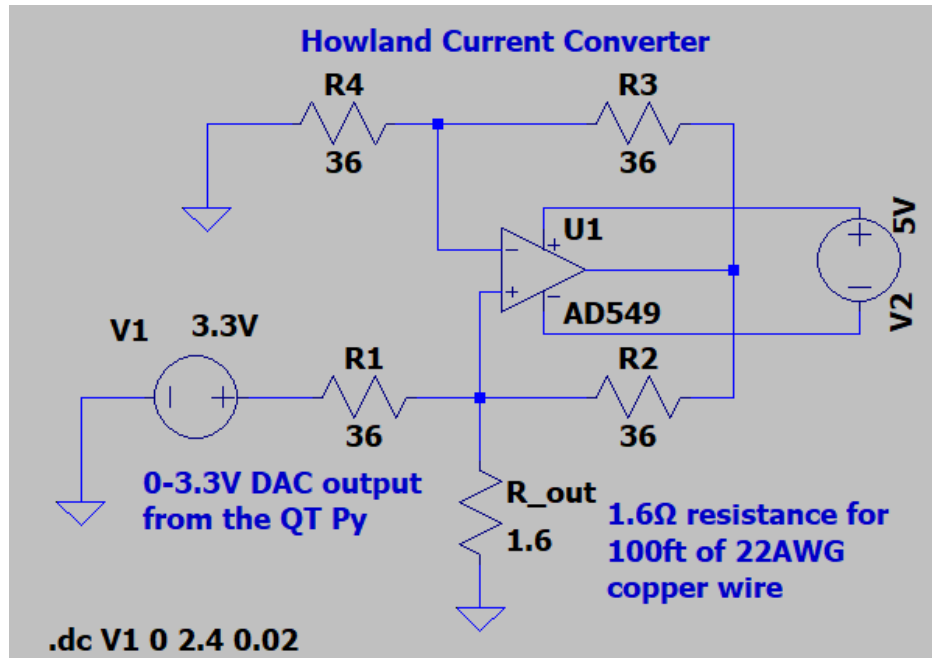 Howland Current Converter
R4
R3
36
36
U1
+
−
+
−
AD549
5V
+
−
V2
V1
3.3V
− +
R1
36
R2
36
0-3.3V DAC output
from the QT Py
R_out
1.6
1.6Ω resistance for
100ft of 22AWG
copper wire
.dc V1 0 2.4 0.02